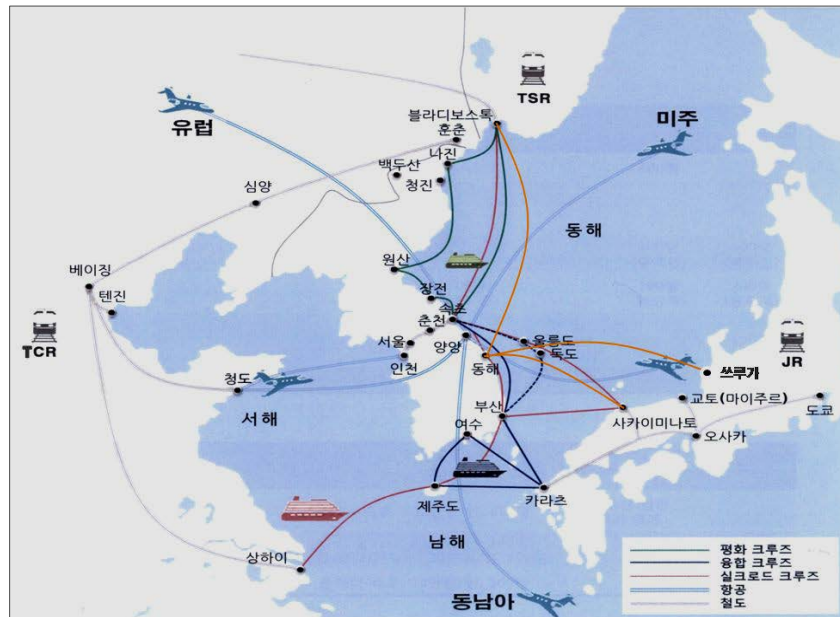 TSR
블라디보스톡
미주
유럽
훈춘
나진
백두산
청진
심양
동해
원산
베이징
텐진
장전
속초
춘천
울릉도
서울
양양
독도
TCR
인천
동해
JR
쓰루가
청도
교토(마이주르)
부산
도쿄
서해
사카이미나토
여수
오사카
제주도
카라츠
남해
상하이
평화 크루즈
융합 크루즈
실크로드 크루즈
항공
철도
동남아